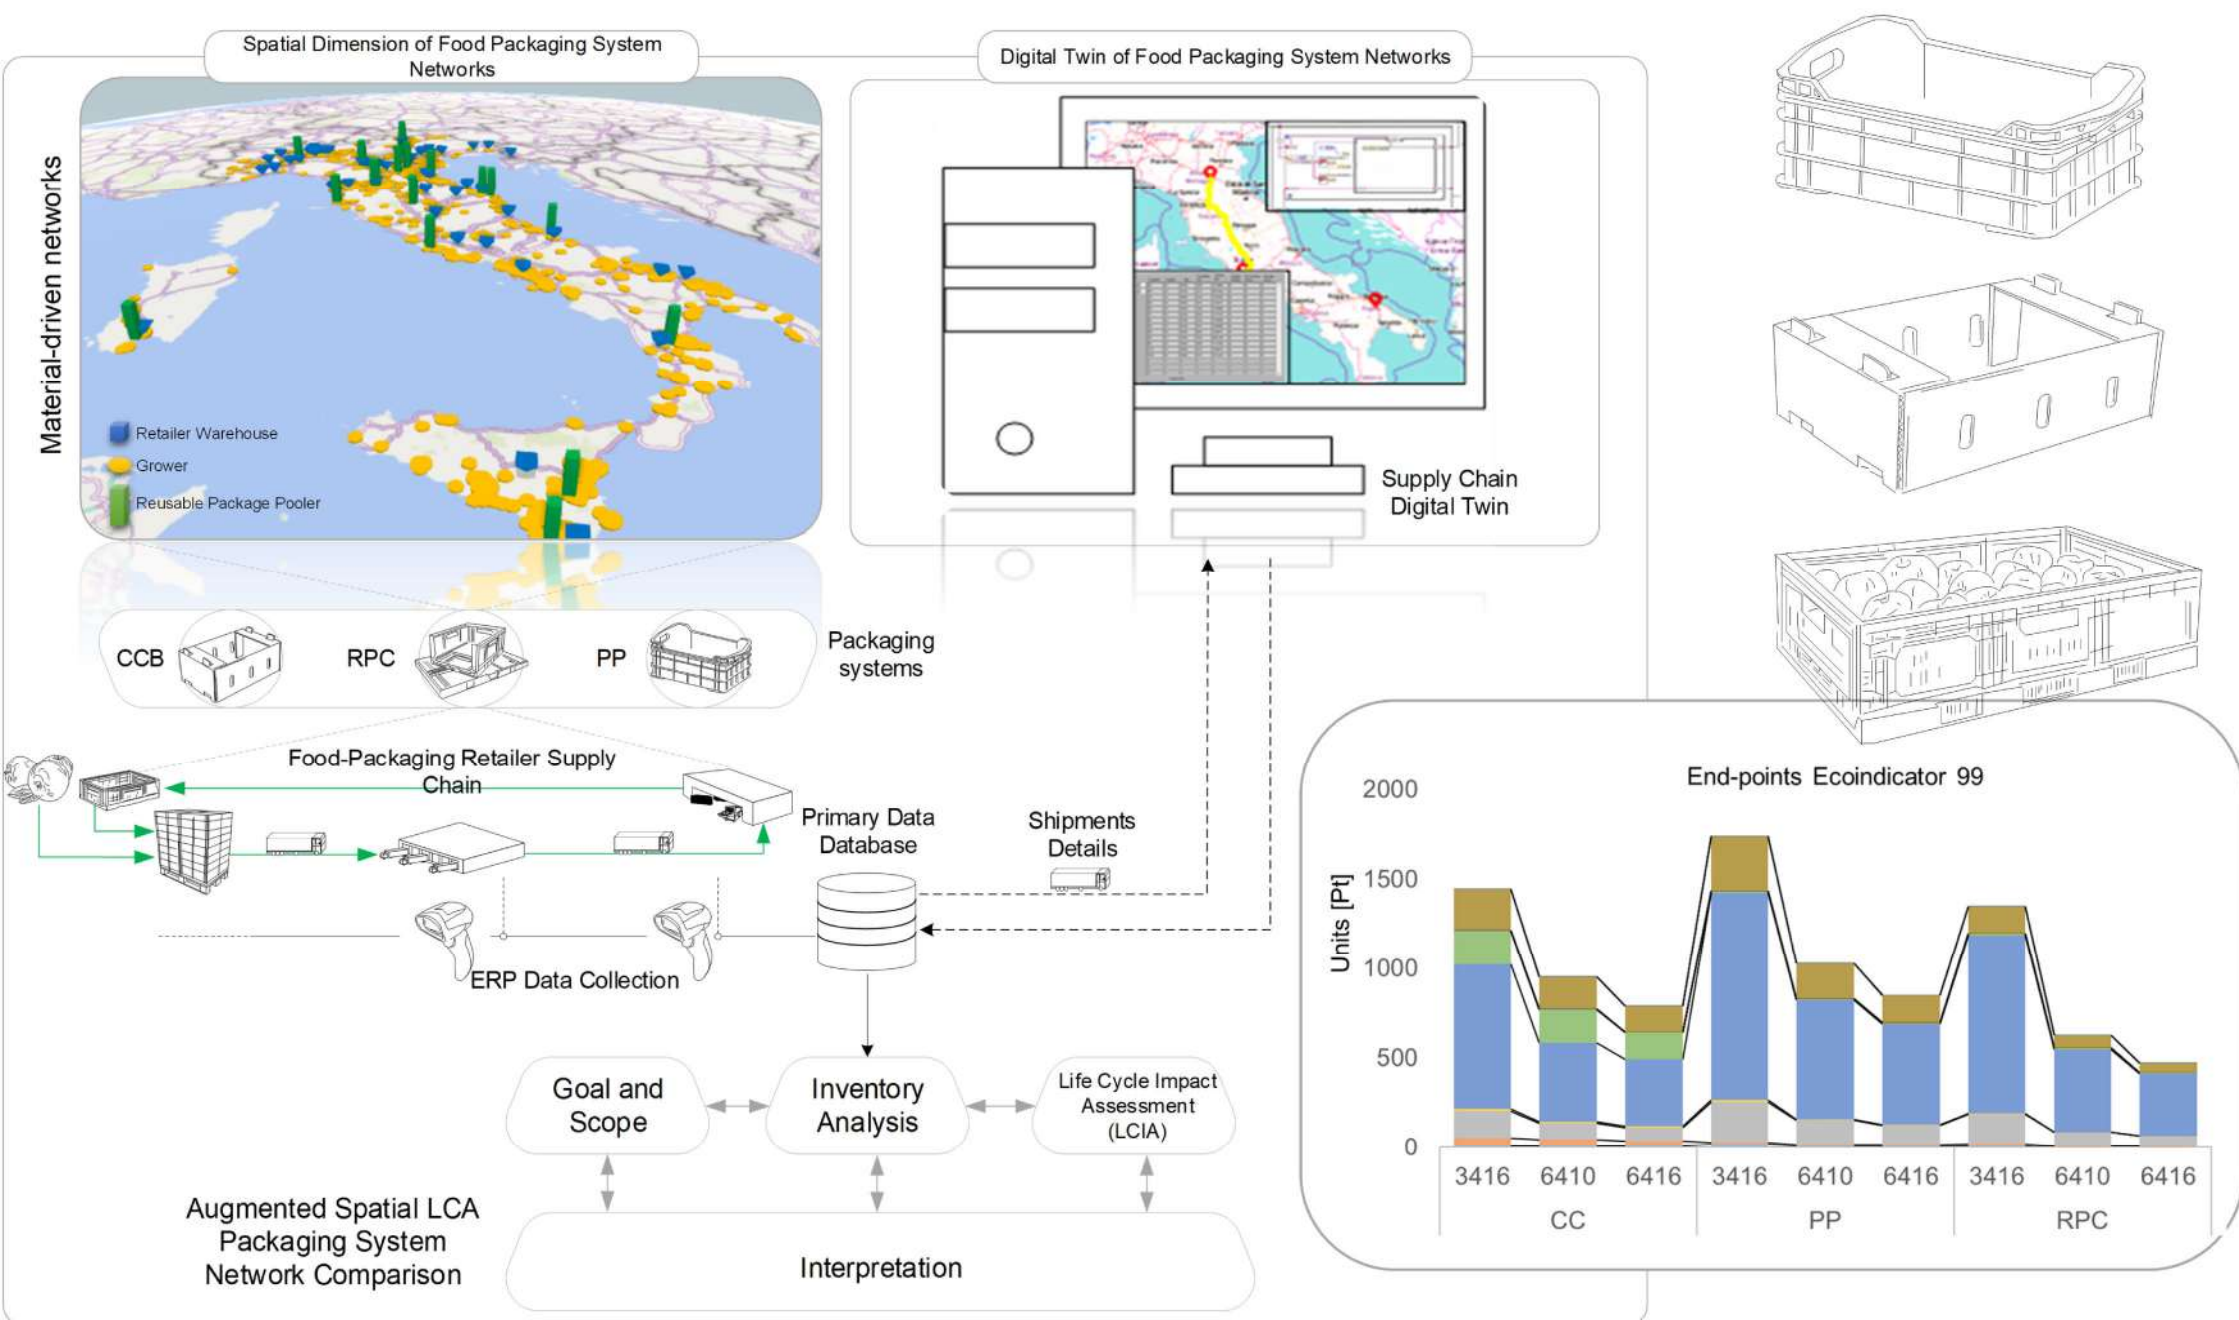 Spatial Dimension of Food Packaging System
Networks
Digital Twin of Food Packaging System Networks
Material-driven networks
Retailer Warehouse
Grower
Reusable Package Pooler
Supply Chain
Digital Twin
CCB
RPC
PP
Packaging
systems
Food-Packaging Retailer Supply
Chain
Primary Data
Database
Shipments
Details
ERP Data Collection
Goal and
Scope
Inventory
Analysis
Life Cycle Impact
Assessment
(LCIA)
Augmented Spatial LCA
Packaging System
Network Comparison
Interpretation
End-points Ecoindicator 99
Units [Pt]
2000
1500
1000
500
0
3416 6410 6416 3416 6410 6416 3416 6410 6416
CC PP RPC